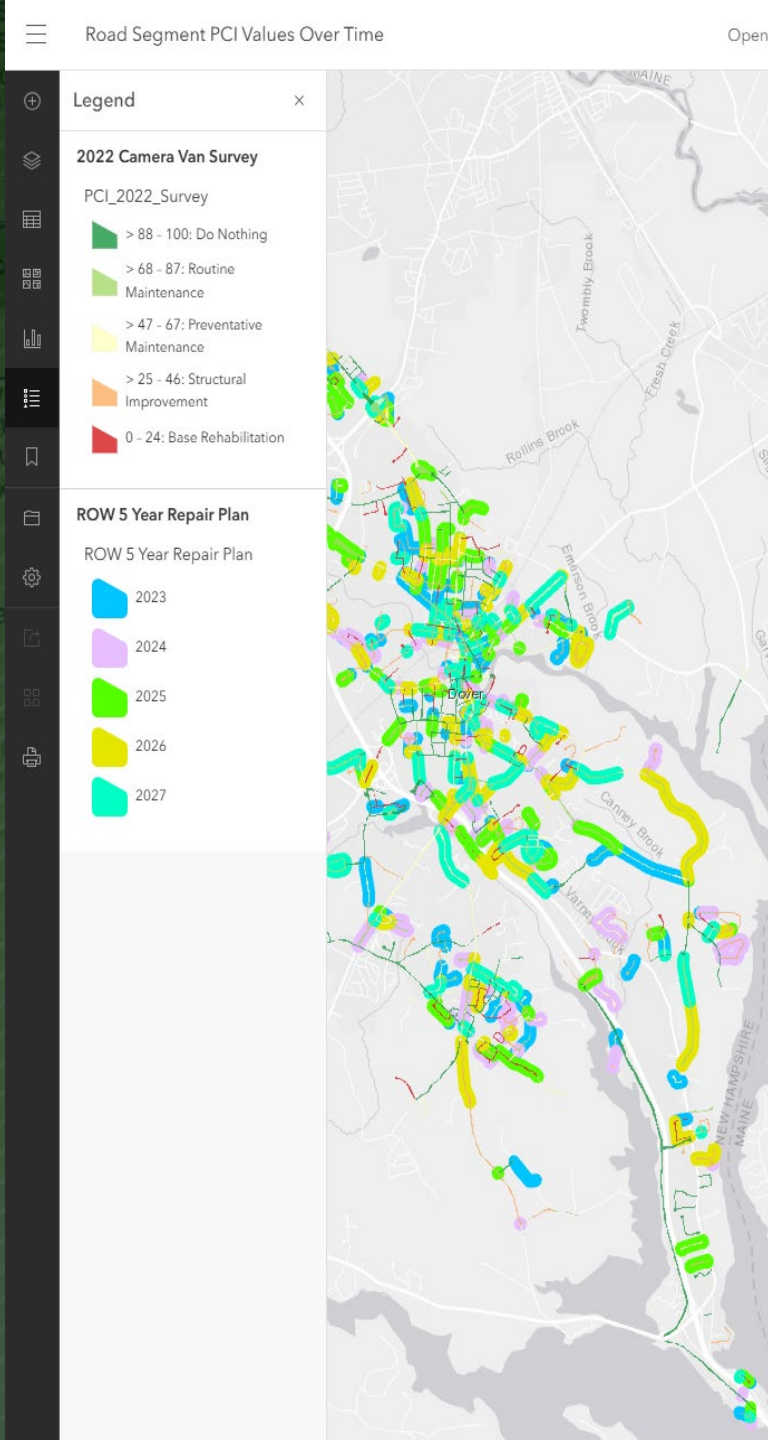 Road Segment PCI Values Over Time
Open
Legend
2022 Camera Van Survey
PCI_2022_Survey
> 88 - 100: Do Nothing
> 68 - 87: Routine
Maintenance
> 47 - 67: Preventative
Maintenance
> 25 - 46: Structural
Improvement
0 - 24: Base Rehabilitation
ROW 5 Year Repair Plan
ROW 5 Year Repair Plan
2023
2024
2025
2026
2027
MAINE
Twombly Brook
Fresh Creek
Rollins Brook
Emerson Brook
Dover
Canney Brook
NEW HAMPSHIRE
MAINE